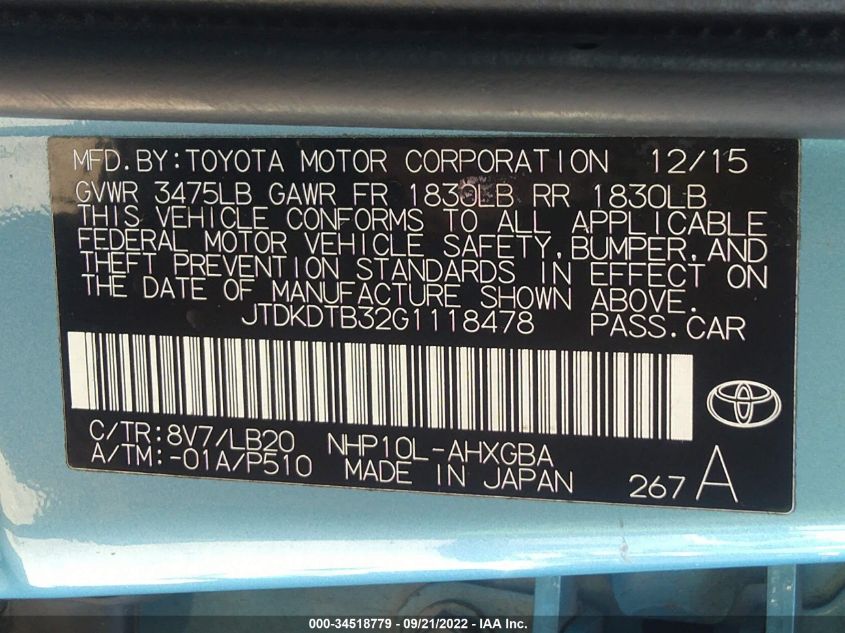 MFD.BY:TOYOTA MOTOR CORPORATION 12/15
GVWR 3475LB GAWR FR 1830LB RR 1830LB
THIS VEHICLE CONFORMS TO ALL APPLICABLE
FEDERAL MOTOR VEHICLE SAFETY,BUMPER,AND
THEFT PREVENTION STANDARDS IN EFFECT ON
THE DATE OF MANUFACTURE SHOWN ABOVE.
JTDKDTB32G1118478 PASS.CAR
C/TR:8V7/LB20 NHP10L-AHXGBA
A/TM:-01A/P510 MADE IN JAPAN 267 A
000-34518779 - 09/21/2022 - IAA Inc.